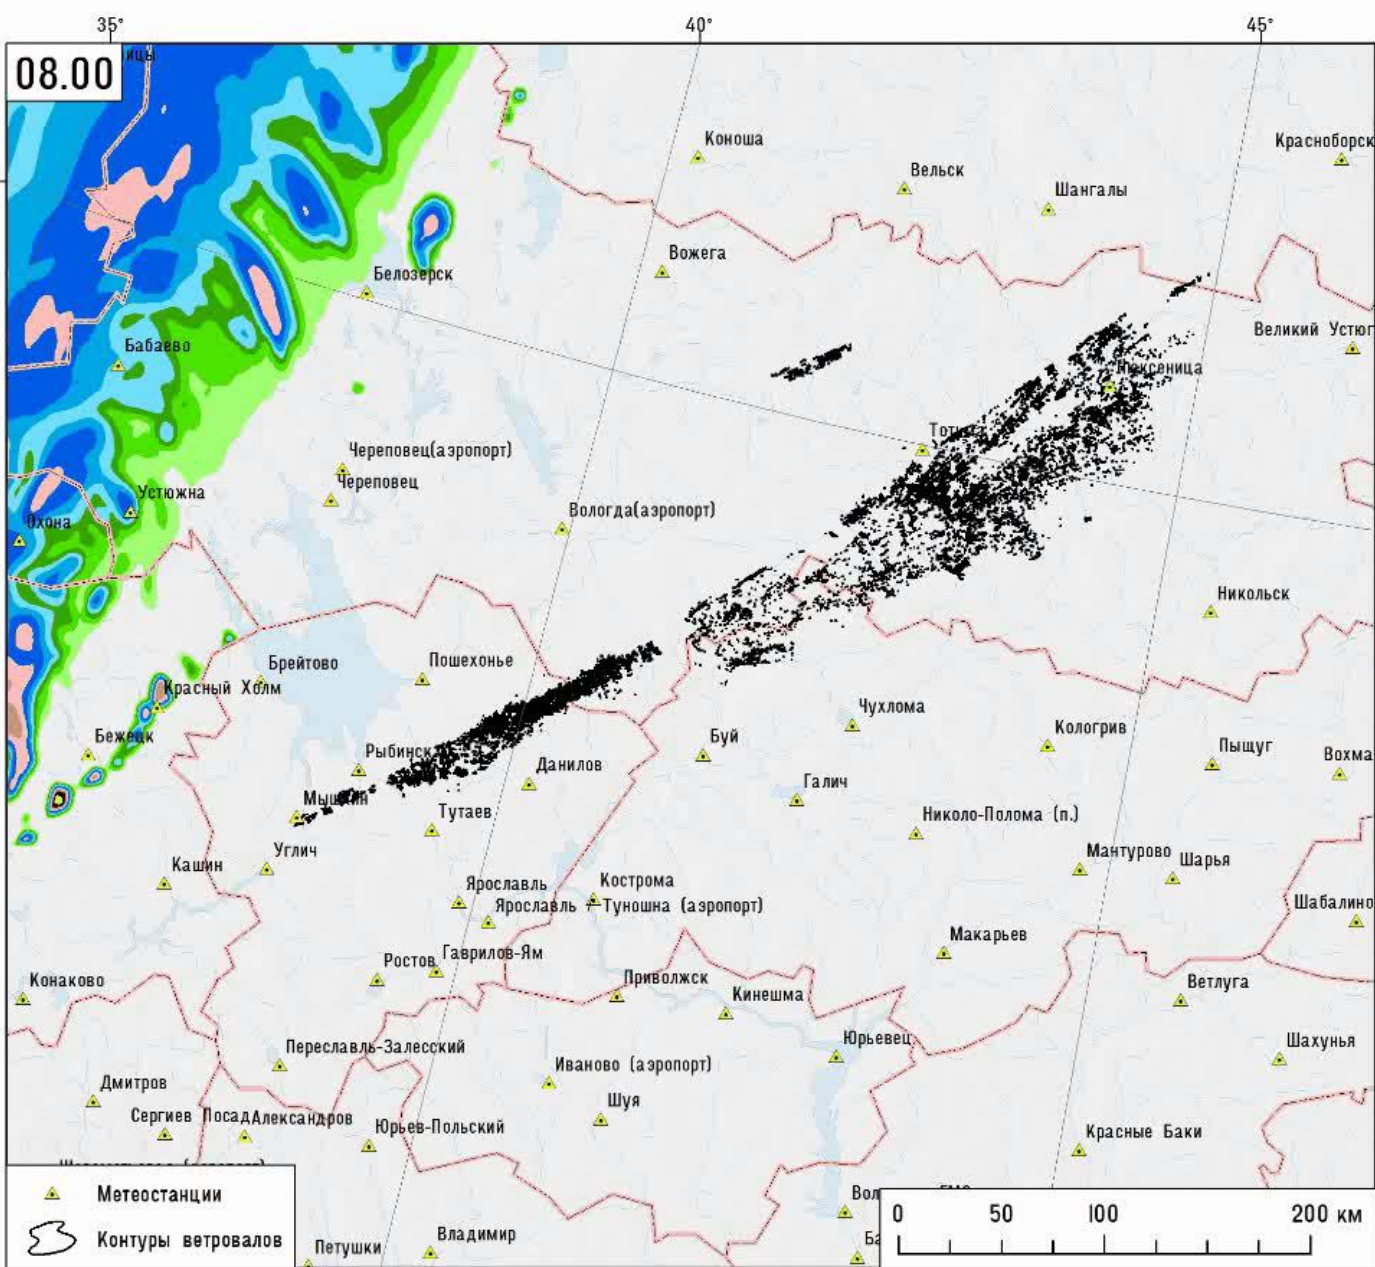 35°
40°
45°
08.00
Коноша
Красноборск
Вельск
Шангалы
Вожега
Белозерск
Великий Устюг
Бабаево
Череповец(аэропорт)
Череповец
Устюжна
Вологда(аэропорт)
Охона
Никольск
Брейтово
Пошехонье
Красный Холм
Чухлома
Бежецк
Буй
Кологрив
Рыбинск
Данилов
Пыщуг
Вохма
Галич
Мышкин
Тутаев
Николо-Полома (п.)
Углич
Кашин
Мантурово
Шарья
Ярославль
Кострома
Ярославль - Туношна (аэропорт)
Шабалино
Макарьев
Ростов
Гаврилов-Ям
Конаково
Приволжск
Кинешма
Ветлуга
Юрьевец
Шахунья
Переславль-Залесский
Иваново (аэропорт)
Дмитров
Шуя
Сергиев Посад
Александров
Юрьев-Польский
Красные Баки
Метеостанции
Контуры ветровалов
Владимир
Петушки
0 50 100 200 км